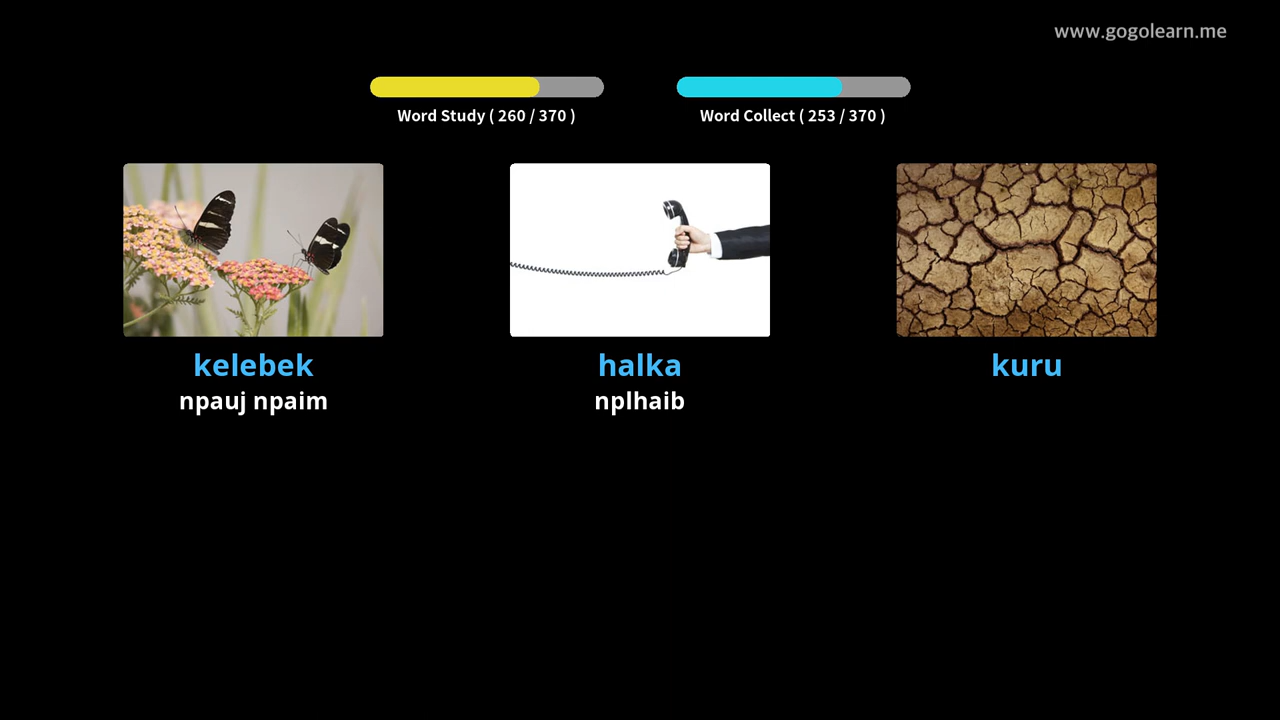 www.gogolearn.me
Word Study ( 260 / 370 )
Word Collect ( 253 / 370 )
kelebek
npauj npaim
halka
nplhaib
kuru